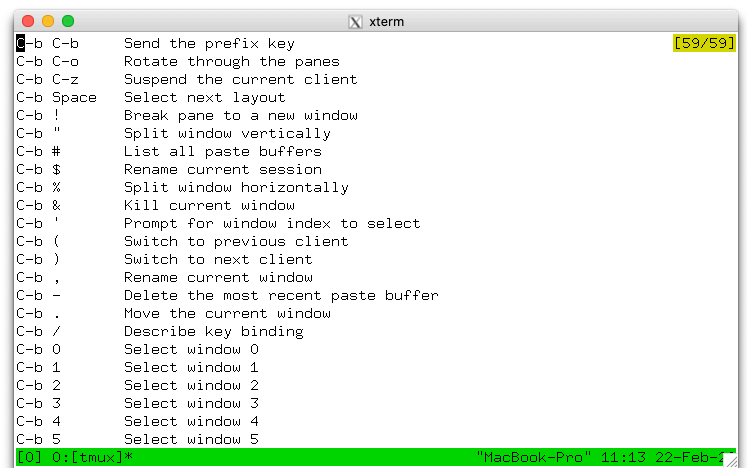 xterm
C-b C-b Send the prefix key [59/59]
C-b C-o Rotate through the panes
C-b C-z Suspend the current client
C-b Space Select next layout
C-b ! Break pane to a new window
C-b " Split window vertically
C-b # List all paste buffers
C-b $ Rename current session
C-b % Split window horizontally
C-b & Kill current window
C-b ' Prompt for window index to select
C-b ( Switch to previous client
C-b ) Switch to next client
C-b , Rename current window
C-b - Delete the most recent paste buffer
C-b . Move the current window
C-b / Describe key binding
C-b 0 Select window 0
C-b 1 Select window 1
C-b 2 Select window 2
C-b 3 Select window 3
C-b 4 Select window 4
C-b 5 Select window 5
[0] 0:[tmux]* "MacBook-Pro" 11:13